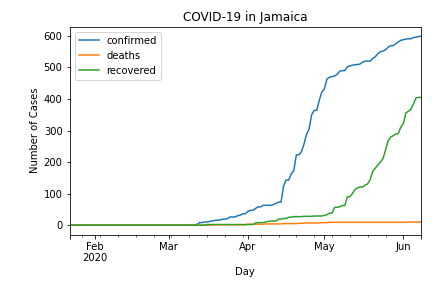 COVID-19 in Jamaica
confirmed
deaths
recovered
Number of Cases
600
500
400
300
200
100
0
Feb Mar Apr May Jun
2020
Day